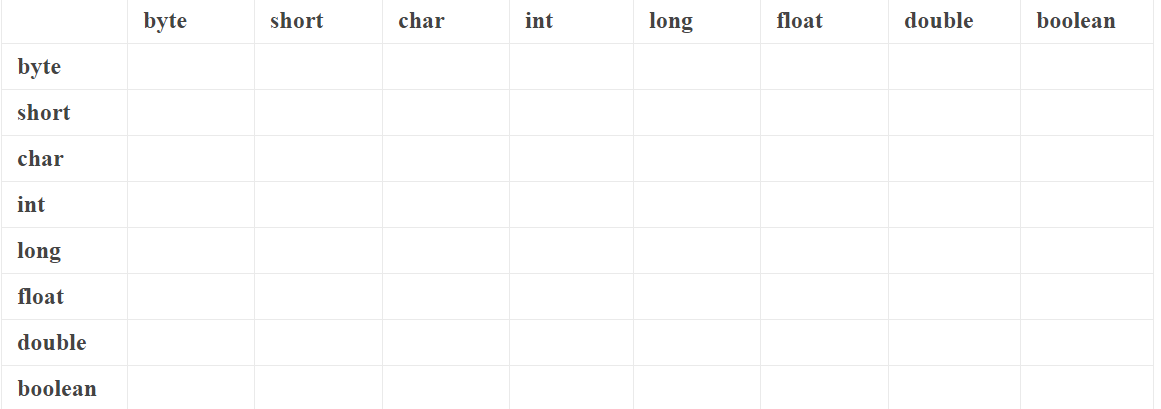 byte short char int long float double boolean
byte
short
char
int
long
float
double
boolean